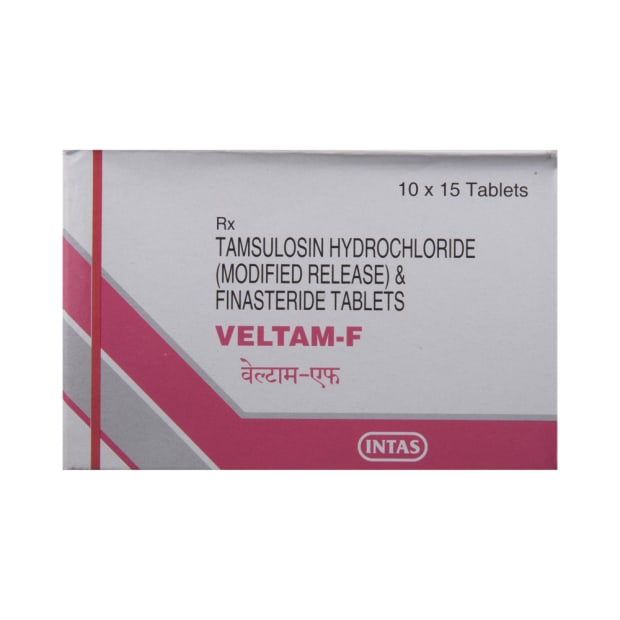 10 x 15 Tablets
Rx
TAMSULOSIN HYDROCHLORIDE
(MODIFIED RELEASE) &
FINASTERIDE TABLETS
VELTAM-F
वेल्टाम-एफ
INTAS